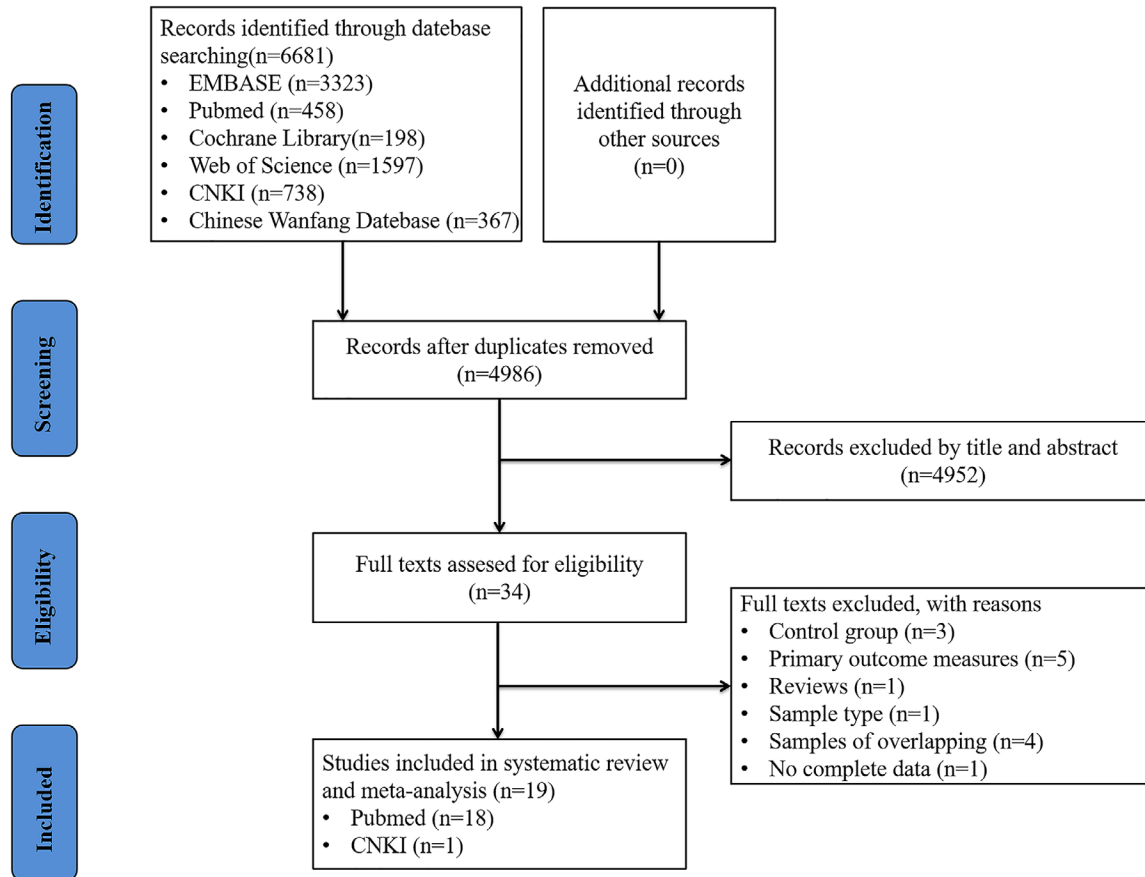 Identification
Records identified through datebase
searching(n=6681)
• EMBASE (n=3323)
• Pubmed (n=458)
• Cochrane Library(n=198)
• Web of Science (n=1597)
• CNKI (n=738)
• Chinese Wanfang Datebase (n=367)
Additional records
identified through
other sources
(n=0)
Screening
Records after duplicates removed
(n=4986)
Records excluded by title and abstract
(n=4952)
Eligibility
Full texts assesed for eligibility
(n=34)
Full texts excluded, with reasons
• Control group (n=3)
• Primary outcome measures (n=5)
• Reviews (n=1)
• Sample type (n=1)
• Samples of overlapping (n=4)
• No complete data (n=1)
Included
Studies included in systematic review
and meta-analysis (n=19)
• Pubmed (n=18)
• CNKI (n=1)